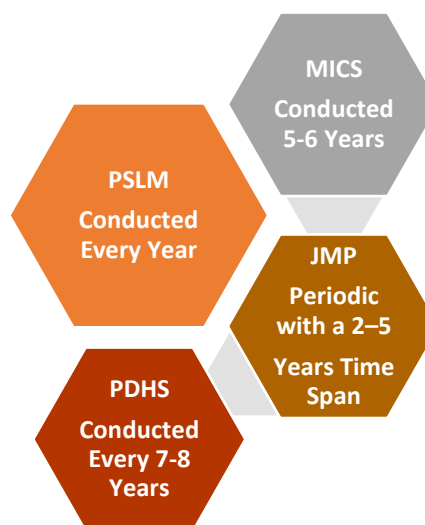 MICS
Conducted
5-6 Years
PSLM
Conducted
Every Year
JMP
Periodic
with a 2–5
Years Time
Span
PDHS
Conducted
Every 7-8
Years